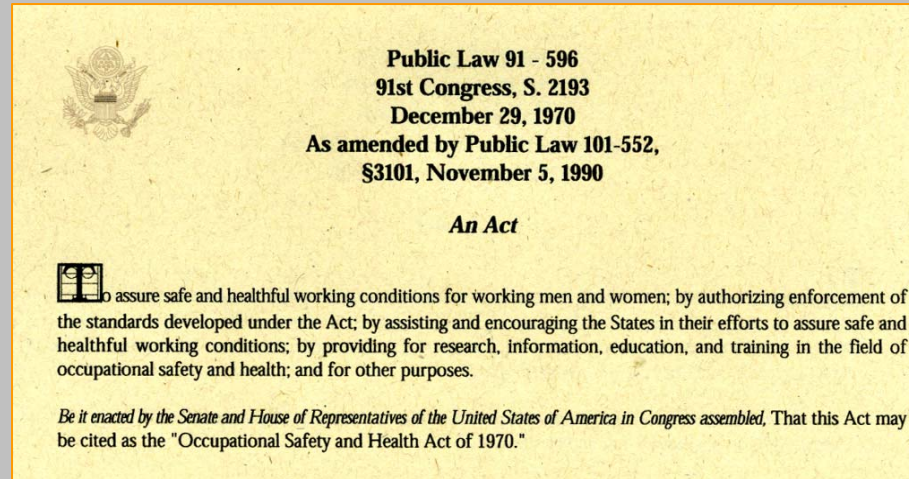 Public Law 91 - 596
91st Congress, S. 2193
December 29, 1970
As amended by Public Law 101-552,
§3101, November 5, 1990
An Act
To assure safe and healthful working conditions for working men and women; by authorizing enforcement of
the standards developed under the Act; by assisting and encouraging the States in their efforts to assure safe and
healthful working conditions; by providing for research, information, education, and training in the field of
occupational safety and health; and for other purposes.
Be it enacted by the Senate and House of Representatives of the United States of America in Congress assembled, That this Act may
be cited as the "Occupational Safety and Health Act of 1970."